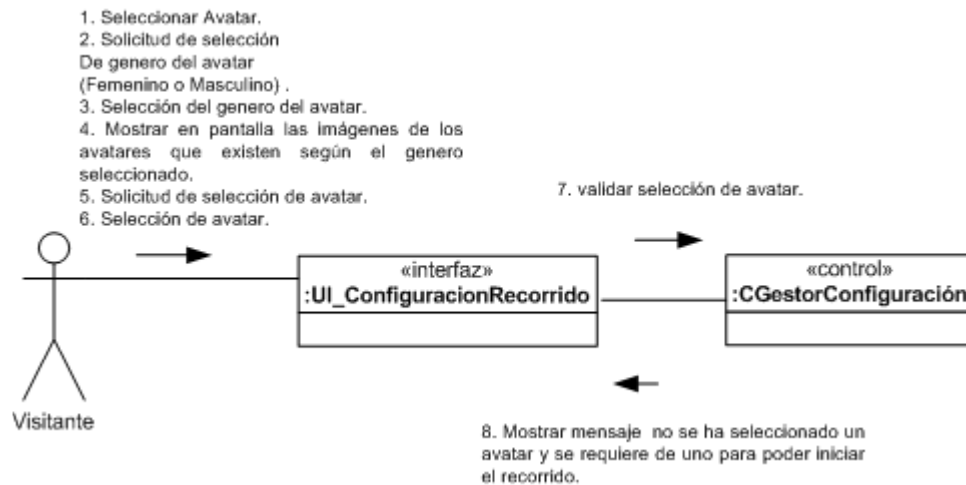 1. Seleccionar Avatar.
2. Solicitud de selección
De genero del avatar
(Femenino o Masculino) .
3. Selección del genero del avatar.
4. Mostrar en pantalla las imágenes de los
avatares que existen según el genero
seleccionado.
5. Solicitud de selección de avatar.
6. Selección de avatar.
7. validar selección de avatar.
«interfaz»
:UI_ConfiguracionRecorrido
«control»
:CGestorConfiguración
Visitante
8. Mostrar mensaje no se ha seleccionado un
avatar y se requiere de uno para poder iniciar
el recorrido.